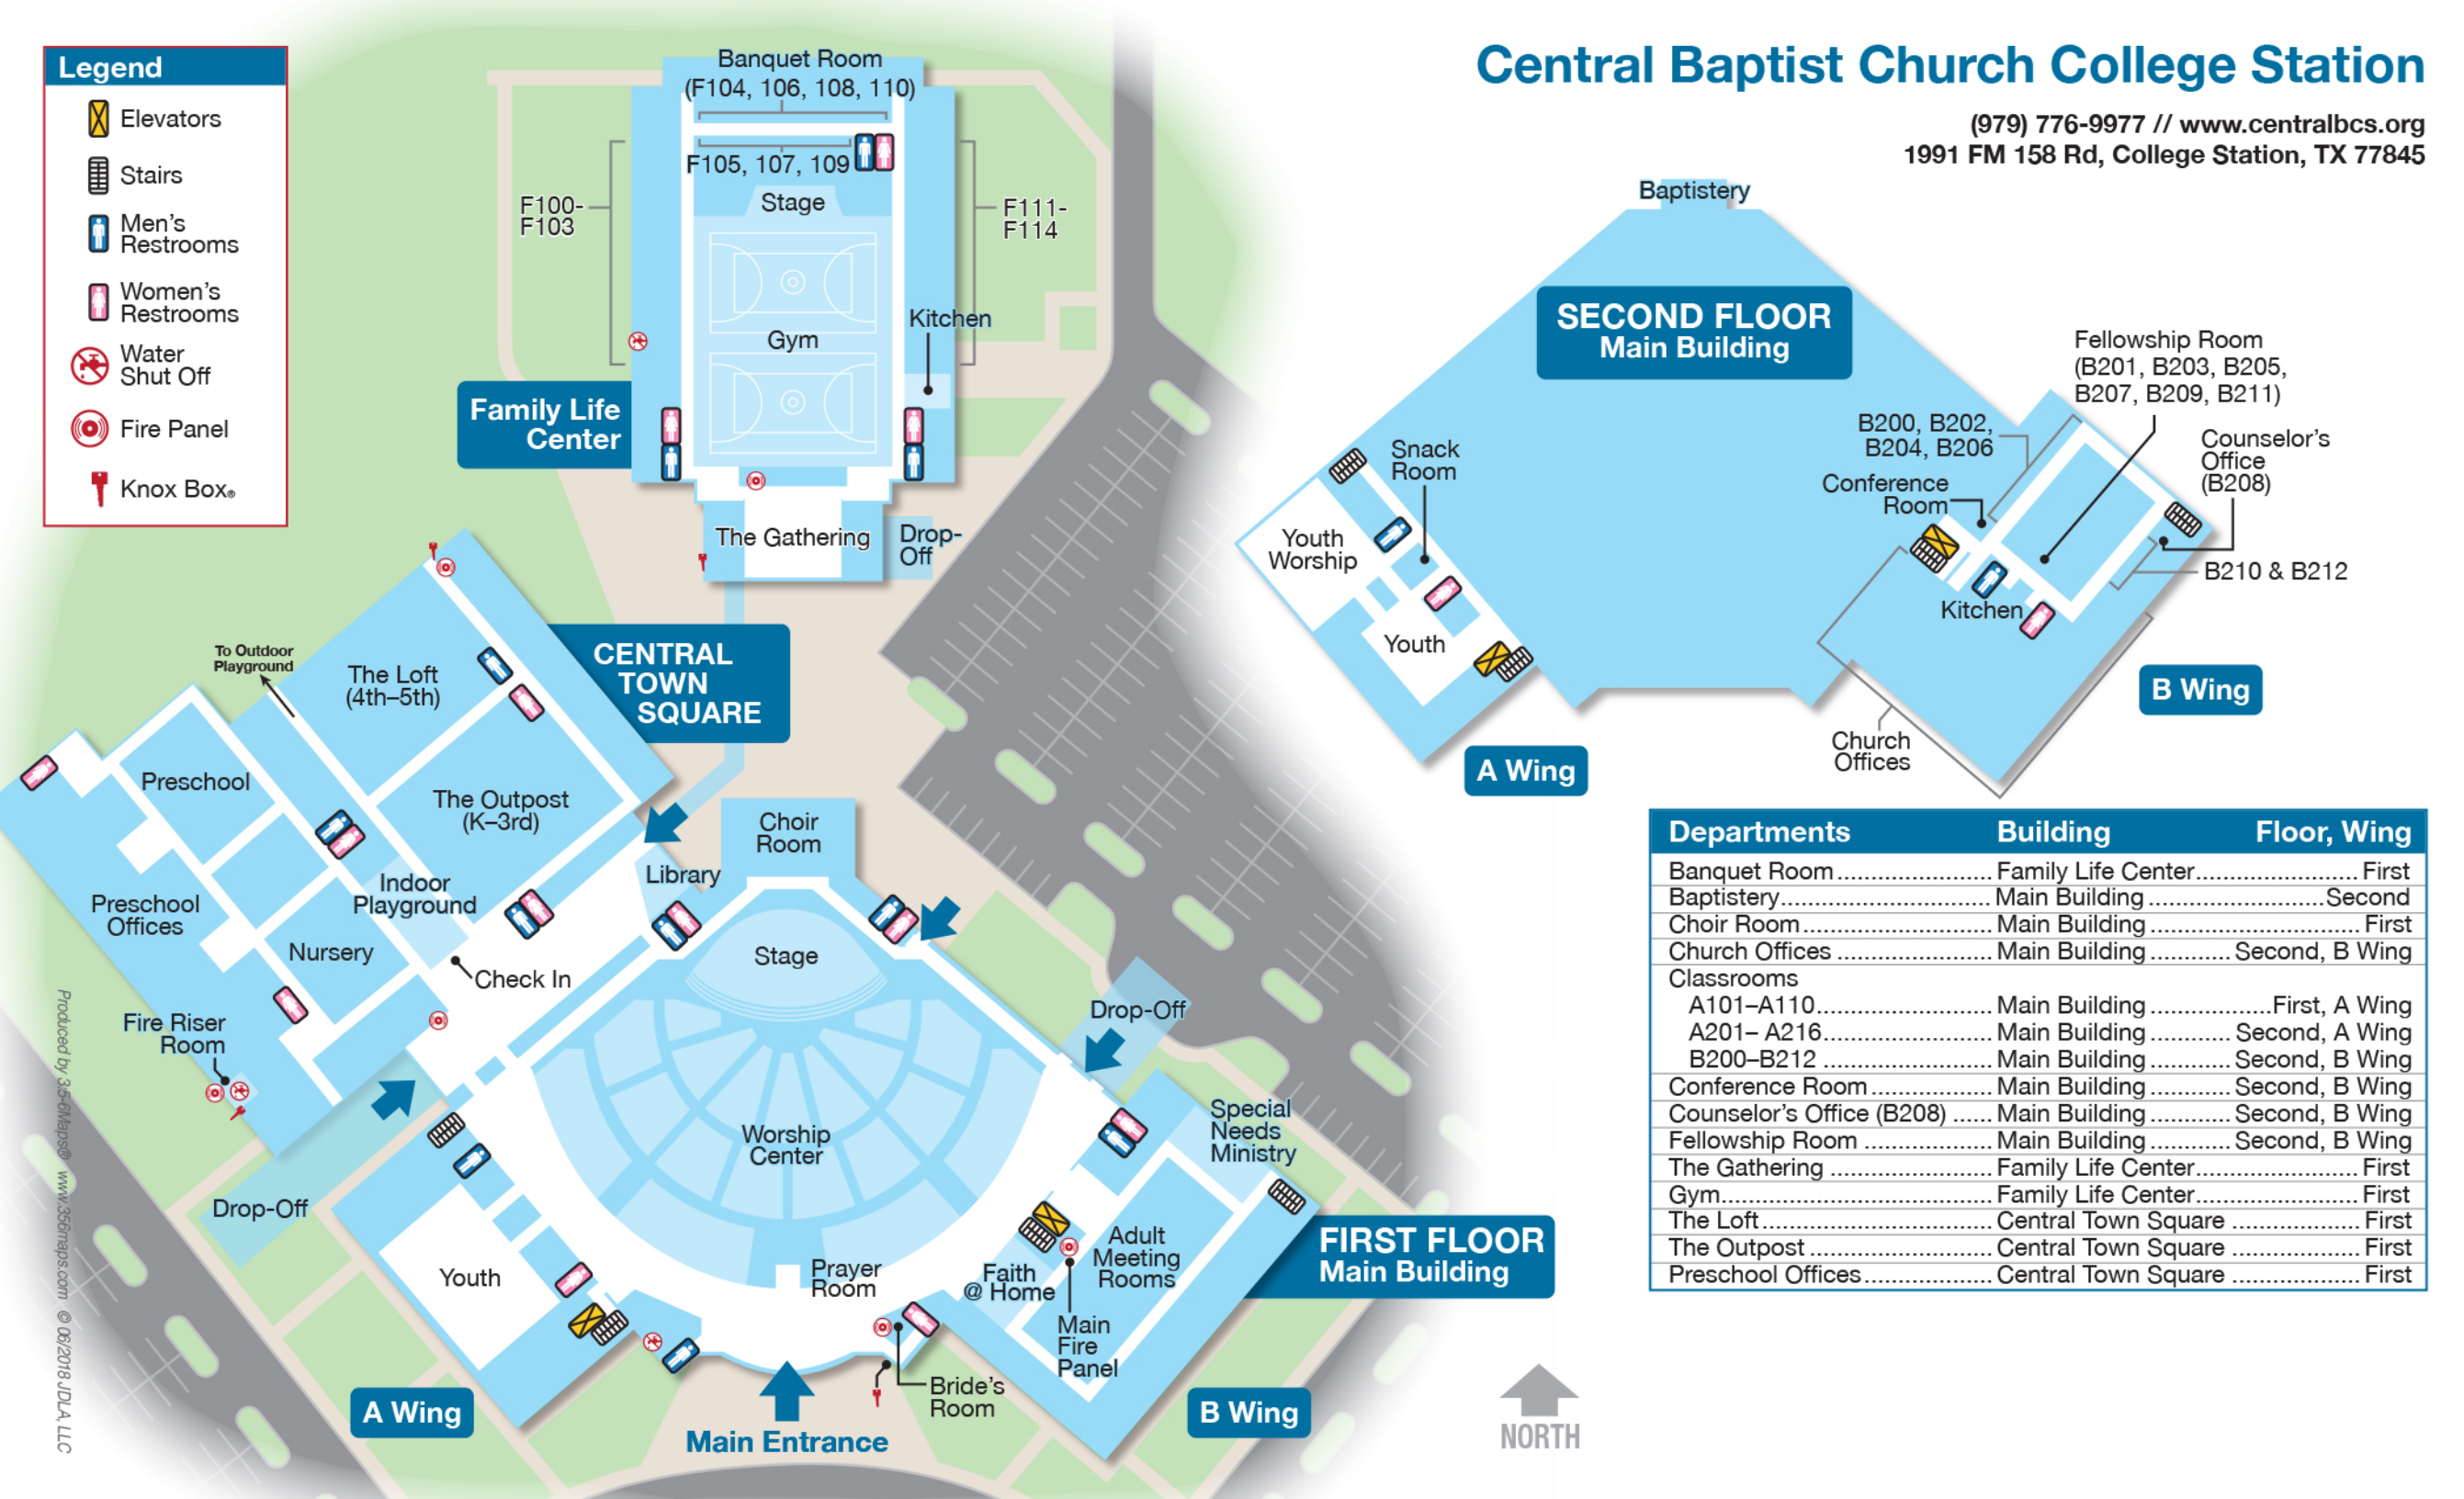 Central Baptist Church College Station
(979) 776-9977 // www.centralbcs.org
1991 FM 158 Rd, College Station, TX 77845
Legend
Elevators
Stairs
Men's
Restrooms
Women's
Restrooms
Water
Shut Off
Fire Panel
Knox Box®
Banquet Room
(F104, 106, 108, 110)
F105, 107, 109
Stage
F100-
F103
F111-
F114
Kitchen
Gym
Family Life
Center
The Gathering
Drop-
Off
CENTRAL
TOWN
SQUARE
To Outdoor
Playground
The Loft
(4th–5th)
Preschool
The Outpost
(K–3rd)
Choir
Room
Library
Indoor
Playground
Preschool
Offices
Nursery
Check In
Stage
Fire Riser
Room
Drop-Off
Drop-Off
Worship
Center
Special
Needs
Ministry
Youth
Prayer
Room
Faith
@ Home
Adult
Meeting
Rooms
Main
Fire
Panel
FIRST FLOOR
Main Building
Bride's
Room
A Wing
B Wing
Main Entrance
NORTH
Produced by 3-5-6Maps® www.356maps.com © 06/2018 JDLA, LLC
Baptistery
SECOND FLOOR
Main Building
Fellowship Room
(B201, B203, B205,
B207, B209, B211)
B200, B202,
B204, B206
Counselor's
Office
(B208)
Conference
Room
Snack
Room
Youth
Worship
Youth
Kitchen
B210 & B212
B Wing
Church
Offices
A Wing
Departments Building Floor, Wing
Banquet Room ...................... Family Life Center........................ First
Baptistery.............................. Main Building ..........................Second
Choir Room............................ Main Building ............................... First
Church Offices ....................... Main Building ............ Second, B Wing
Classrooms
A101–A110.......................... Main Building ..................First, A Wing
A201– A216......................... Main Building ............ Second, A Wing
B200–B212 ......................... Main Building ............ Second, B Wing
Conference Room.................. Main Building ............ Second, B Wing
Counselor's Office (B208) ...... Main Building ............ Second, B Wing
Fellowship Room ................... Main Building ............ Second, B Wing
The Gathering ........................ Family Life Center........................ First
Gym........................................ Family Life Center........................ First
The Loft .................................. Central Town Square ................... First
The Outpost ........................... Central Town Square ................... First
Preschool Offices................... Central Town Square ................... First